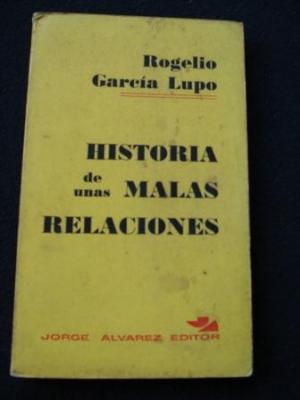 Rogelio
García Lupo
HISTORIA
de
unas MALAS
RELACIONES
JORGE ALVAREZ EDITOR